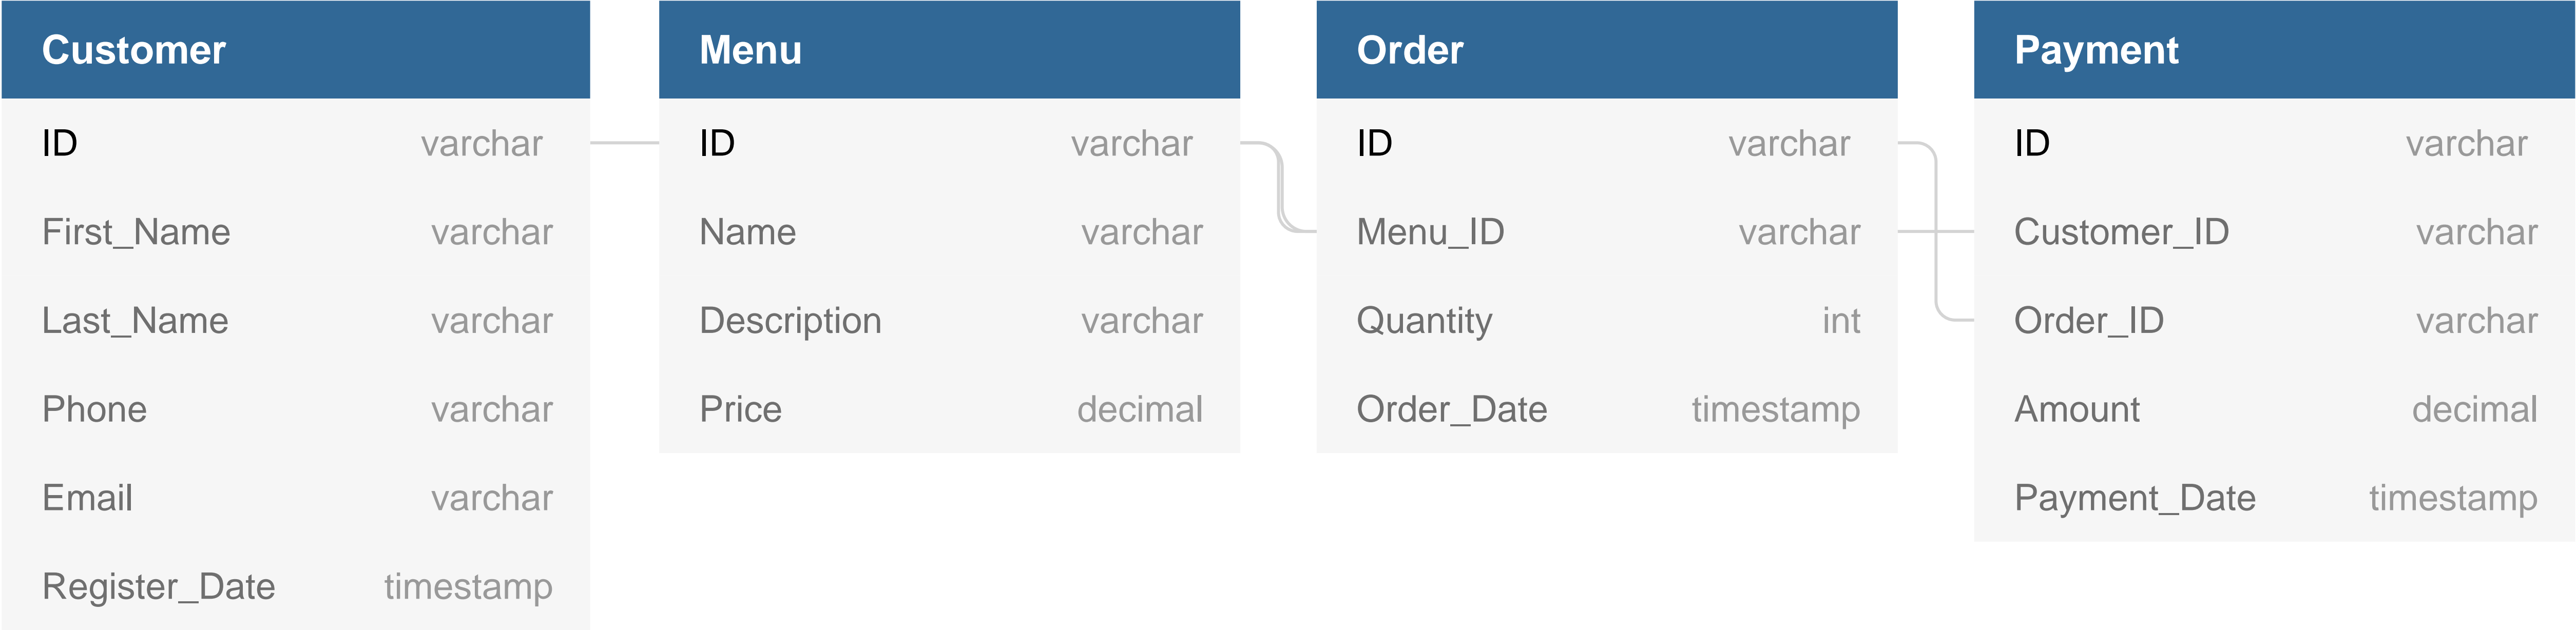 Customer
ID varchar
First_Name varchar
Last_Name varchar
Phone varchar
Email varchar
Register_Date timestamp
Menu
ID varchar
Name varchar
Description varchar
Price decimal
Order
ID varchar
Menu_ID varchar
Quantity int
Order_Date timestamp
Payment
ID varchar
Customer_ID varchar
Order_ID varchar
Amount decimal
Payment_Date timestamp